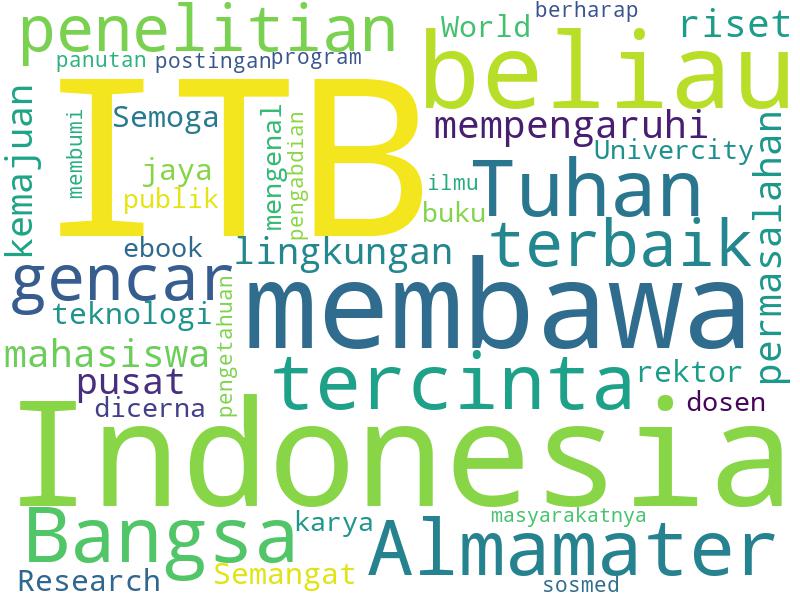 penelitian
World
berharap
riset
panutan
postingan
program
beliau
kemajuan
membumi
ITB
Semoga
jaya
publik
mengenal
pengabdian
mempengaruhi
Univercity
ilmu
buku
Tuhan
permasalahan
ebook
lingkungan
terbaik
gencar
teknologi
membawa
mahasiswa
pengetahuan
pusat
dicerna
tercinta
rektor
dosen
Indonesia
Bangsa
karya
masyarakatnya
Almamater
Research
Semangat
sosmed